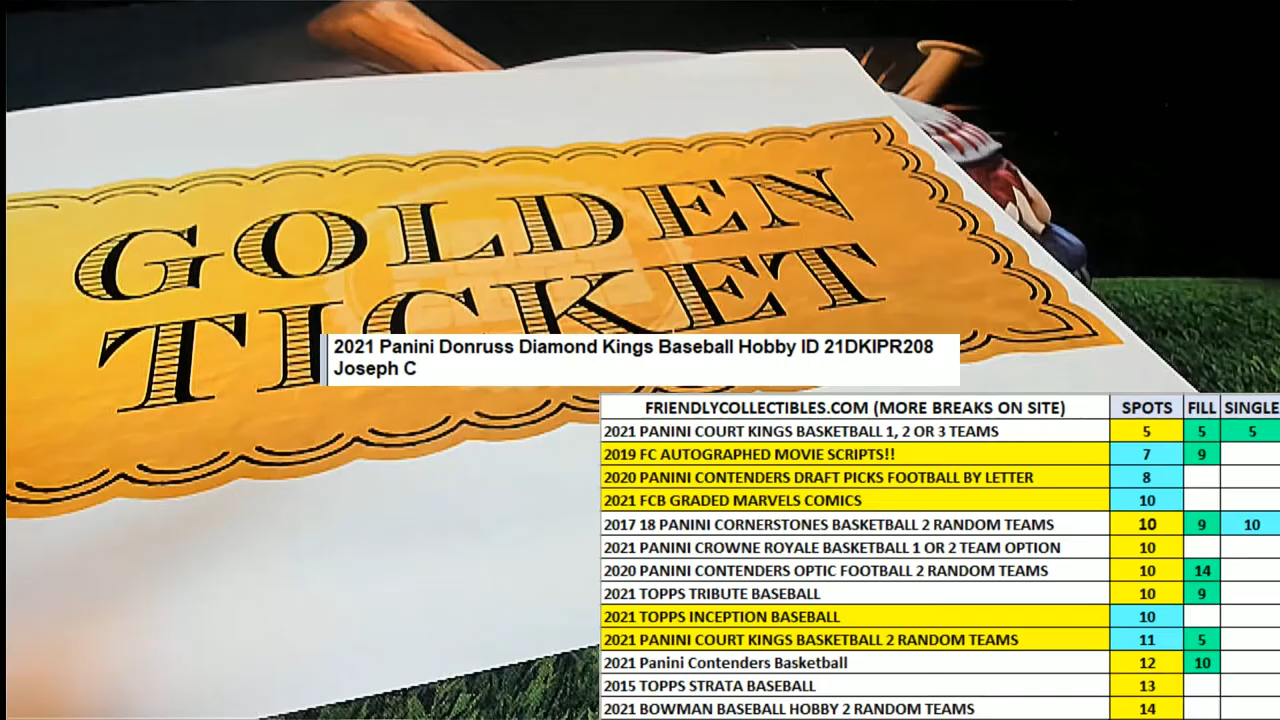 GOLDEN
TICKET
2021 Panini Donruss Diamond Kings Baseball Hobby ID 21DKIPR208
Joseph C
FRIENDLYCOLLECTIBLES.COM (MORE BREAKS ON SITE) SPOTS FILL SINGLE
2021 PANINI COURT KINGS BASKETBALL 1, 2 OR 3 TEAMS 5 5 5
2019 FC AUTOGRAPHED MOVIE SCRIPTS!! 7 9
2020 PANINI CONTENDERS DRAFT PICKS FOOTBALL BY LETTER 8
2021 FCB GRADED MARVELS COMICS 10
2017 18 PANINI CORNERSTONES BASKETBALL 2 RANDOM TEAMS 10 9 10
2021 PANINI CROWNE ROYALE BASKETBALL 1 OR 2 TEAM OPTION 10
2020 PANINI CONTENDERS OPTIC FOOTBALL 2 RANDOM TEAMS 10 14
2021 TOPPS TRIBUTE BASEBALL 10 9
2021 TOPPS INCEPTION BASEBALL 10
2021 PANINI COURT KINGS BASKETBALL 2 RANDOM TEAMS 11 5
2021 Panini Contenders Basketball 12 10
2015 TOPPS STRATA BASEBALL 13
2021 BOWMAN BASEBALL HOBBY 2 RANDOM TEAMS 14